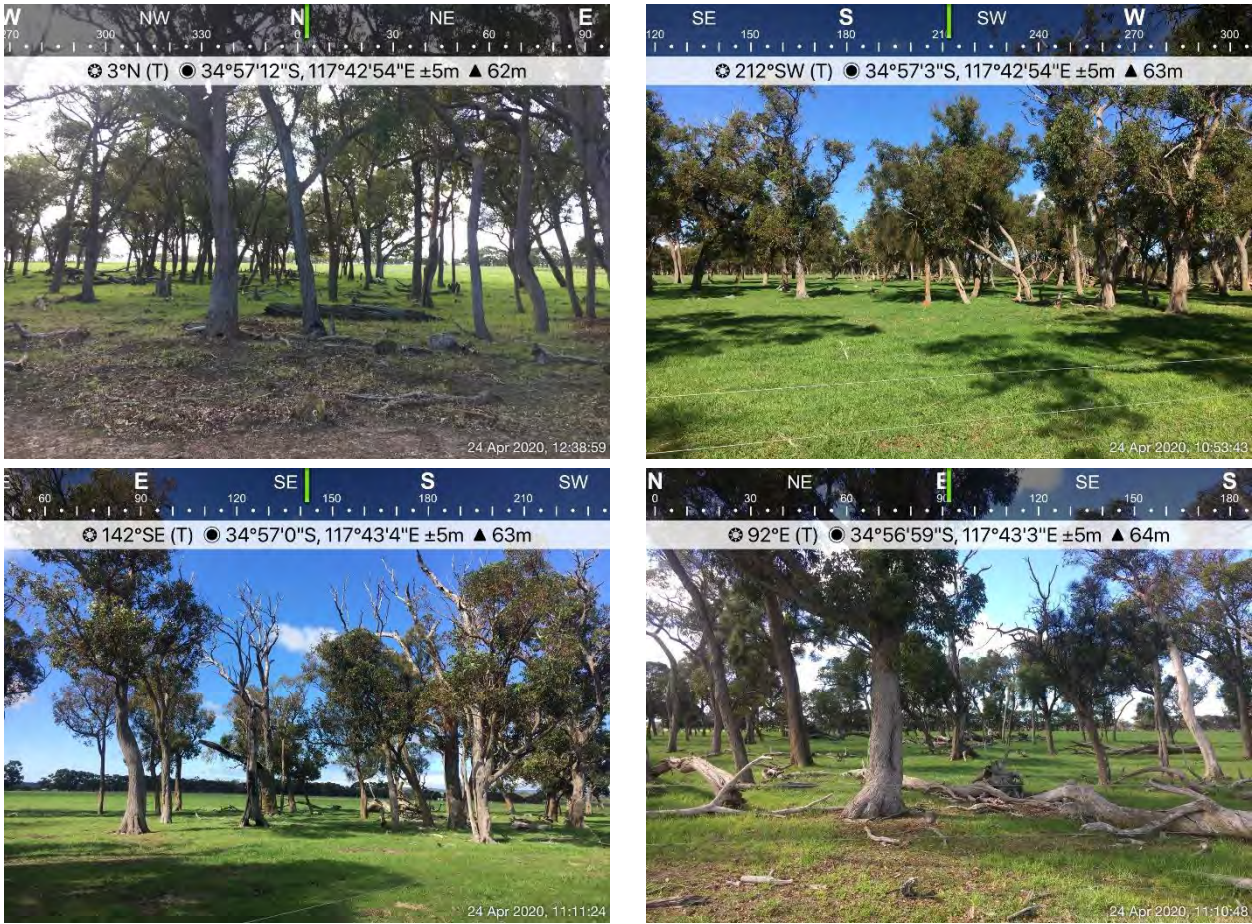 W NW N NE E
270 300 330 0 30 60 90
3°N (T) 34°57'12"S, 117°42'54"E ±5m ▲ 62m
24 Apr 2020, 12:38:59
SE S SW W
120 150 180 210 240 270 300
212°SW (T) 34°57'3"S, 117°42'54"E ±5m ▲ 63m
24 Apr 2020, 10:53:43
E SE S SW
60 90 120 150 180 210
142°SE (T) 34°57'0"S, 117°43'4"E ±5m ▲ 63m
24 Apr 2020, 11:11:24
N NE E SE S
0 30 60 90 120 150 180
92°E (T) 34°56'59"S, 117°43'3"E ±5m ▲ 64m
24 Apr 2020, 11:10:48